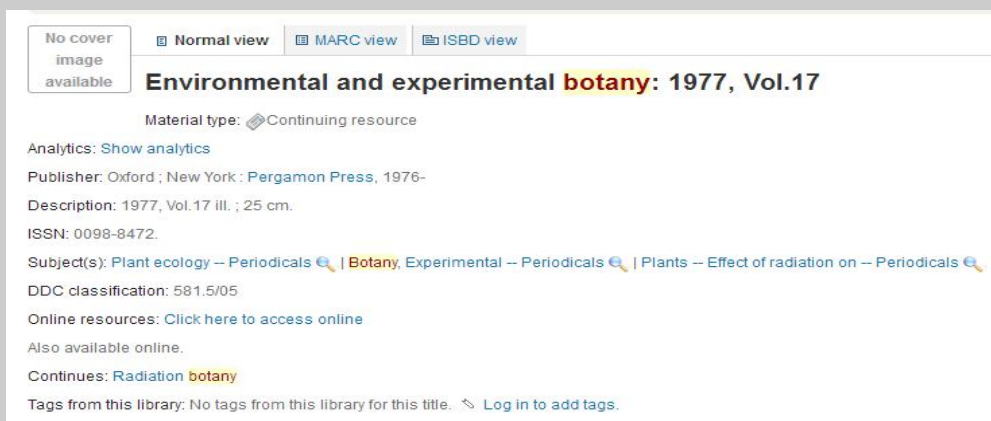 No cover
image
available
Normal view MARC view ISBD view
Environmental and experimental botany: 1977, Vol.17
Material type: Continuing resource
Analytics: Show analytics
Publisher: Oxford ; New York : Pergamon Press, 1976-
Description: 1977, Vol.17 ill. ; 25 cm.
ISSN: 0098-8472.
Subject(s): Plant ecology -- Periodicals | Botany, Experimental -- Periodicals | Plants -- Effect of radiation on -- Periodicals
DDC classification: 581.5/05
Online resources: Click here to access online
Also available online.
Continues: Radiation botany
Tags from this library: No tags from this library for this title. Log in to add tags.